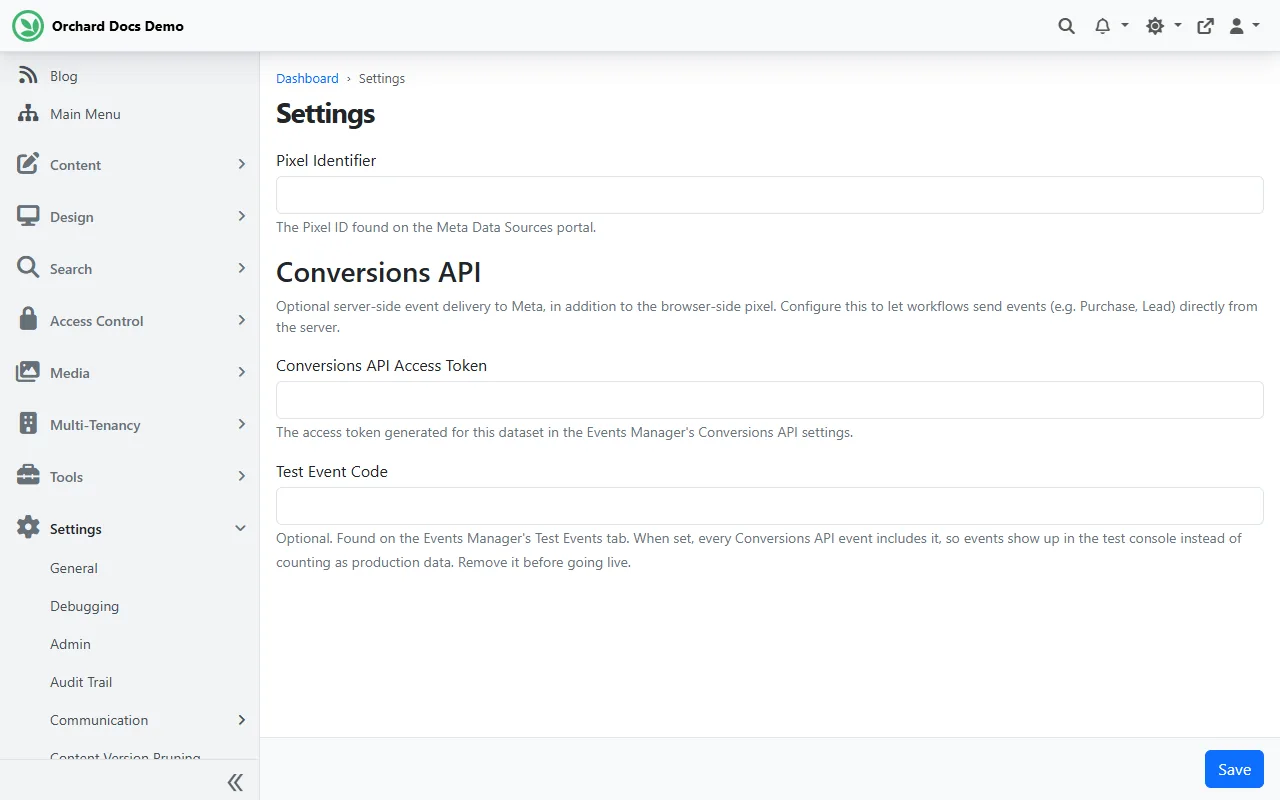 Orchard Docs Demo
Blog
Main Menu
Content
Design
Search
Access Control
Media
Multi-Tenancy
Tools
Settings
General
Debugging
Admin
Audit Trail
Communication
Content Version Pruning
Dashboard › Settings
Settings
Pixel Identifier
The Pixel ID found on the Meta Data Sources portal.
Conversions API
Optional server-side event delivery to Meta, in addition to the browser-side pixel. Configure this to let workflows send events (e.g. Purchase, Lead) directly from
the server.
Conversions API Access Token
The access token generated for this dataset in the Events Manager's Conversions API settings.
Test Event Code
Optional. Found on the Events Manager's Test Events tab. When set, every Conversions API event includes it, so events show up in the test console instead of
counting as production data. Remove it before going live.
Save